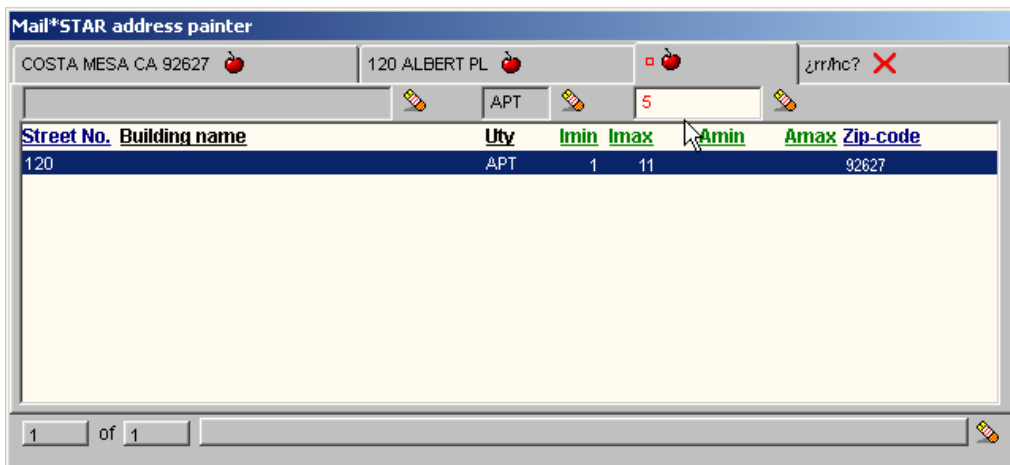 Mail*STAR address painter
COSTA MESA CA 92627 120 ALBERT PL ¿rr/hc?
APT 5
Street No. Building name Uty Imin Imax Amin Amax Zip-code
120 APT 1 11 92627
1 of 1